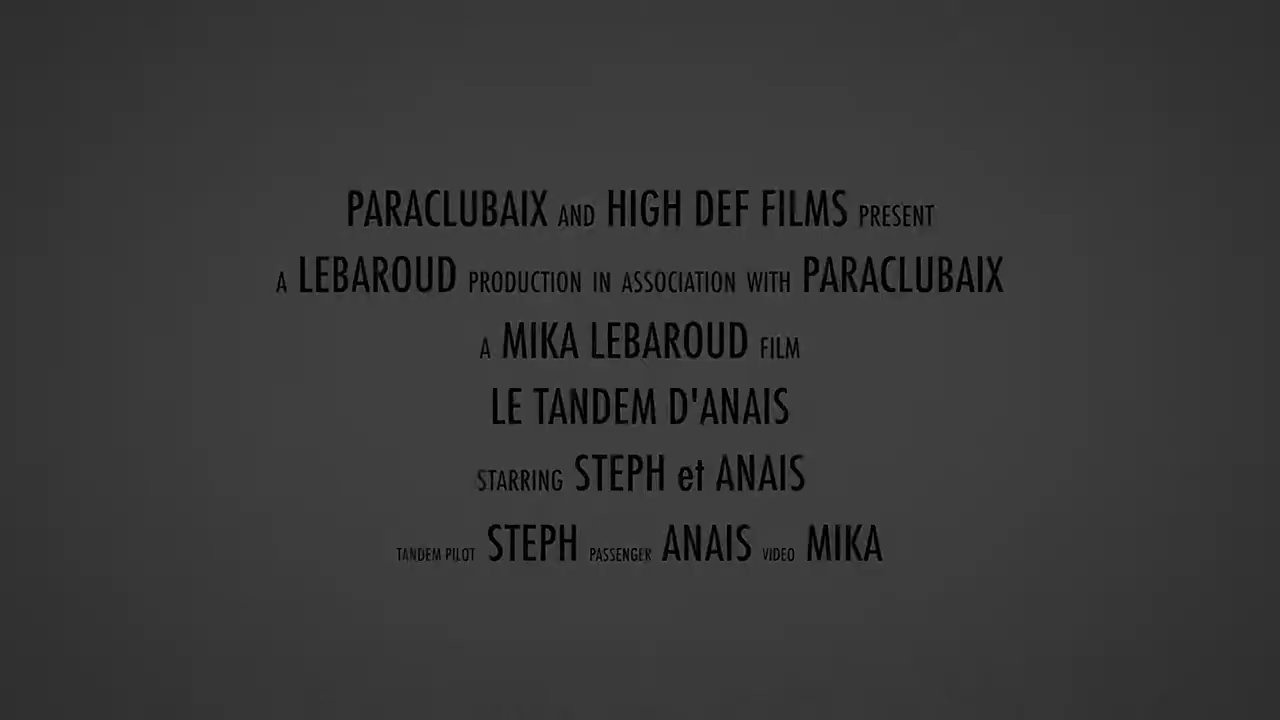 PARACLUBAIX AND HIGH DEF FILMS PRESENT
A LEBAROUD PRODUCTION IN ASSOCIATION WITH PARACLUBAIX
A MIKA LEBAROUD FILM
LE TANDEM D'ANAIS
STARRING STEPH et ANAIS
TANDEM PILOT STEPH PASSENGER ANAIS VIDEO MIKA